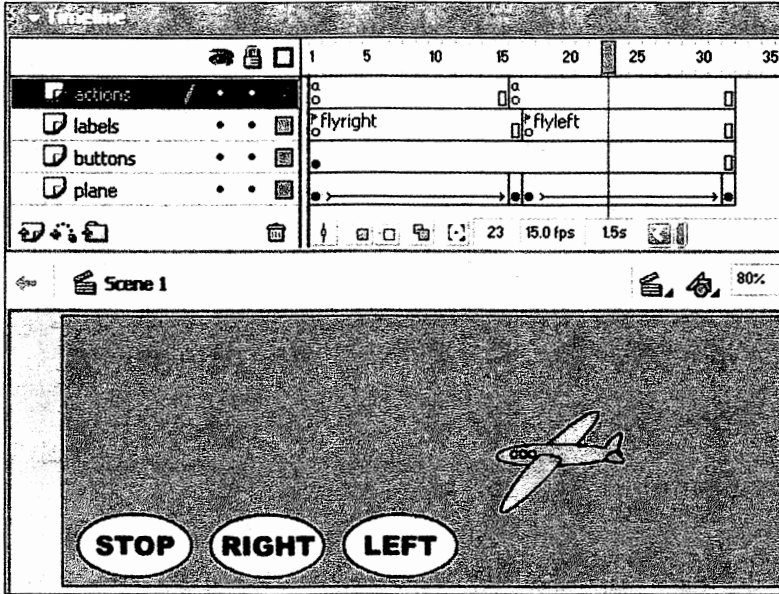 Timeline
1 5 10 15 20 25 30 35
actions
a a
labels
flyright flyleft
buttons
plane
23 15.0 fps 1.5s
Scene 1
80%
STOP RIGHT LEFT